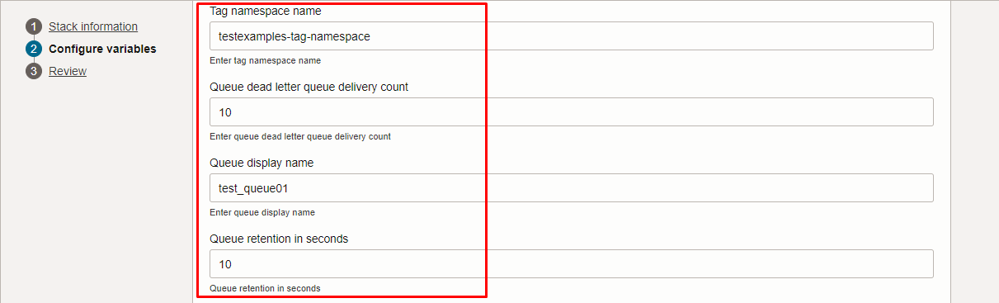 1 Stack information
2 Configure variables
3 Review
Tag namespace name
testexamples-tag-namespace
Enter tag namespace name
Queue dead letter queue delivery count
10
Enter queue dead letter queue delivery count
Queue display name
test_queue01
Enter queue display name
Queue retention in seconds
10
Queue retention in seconds